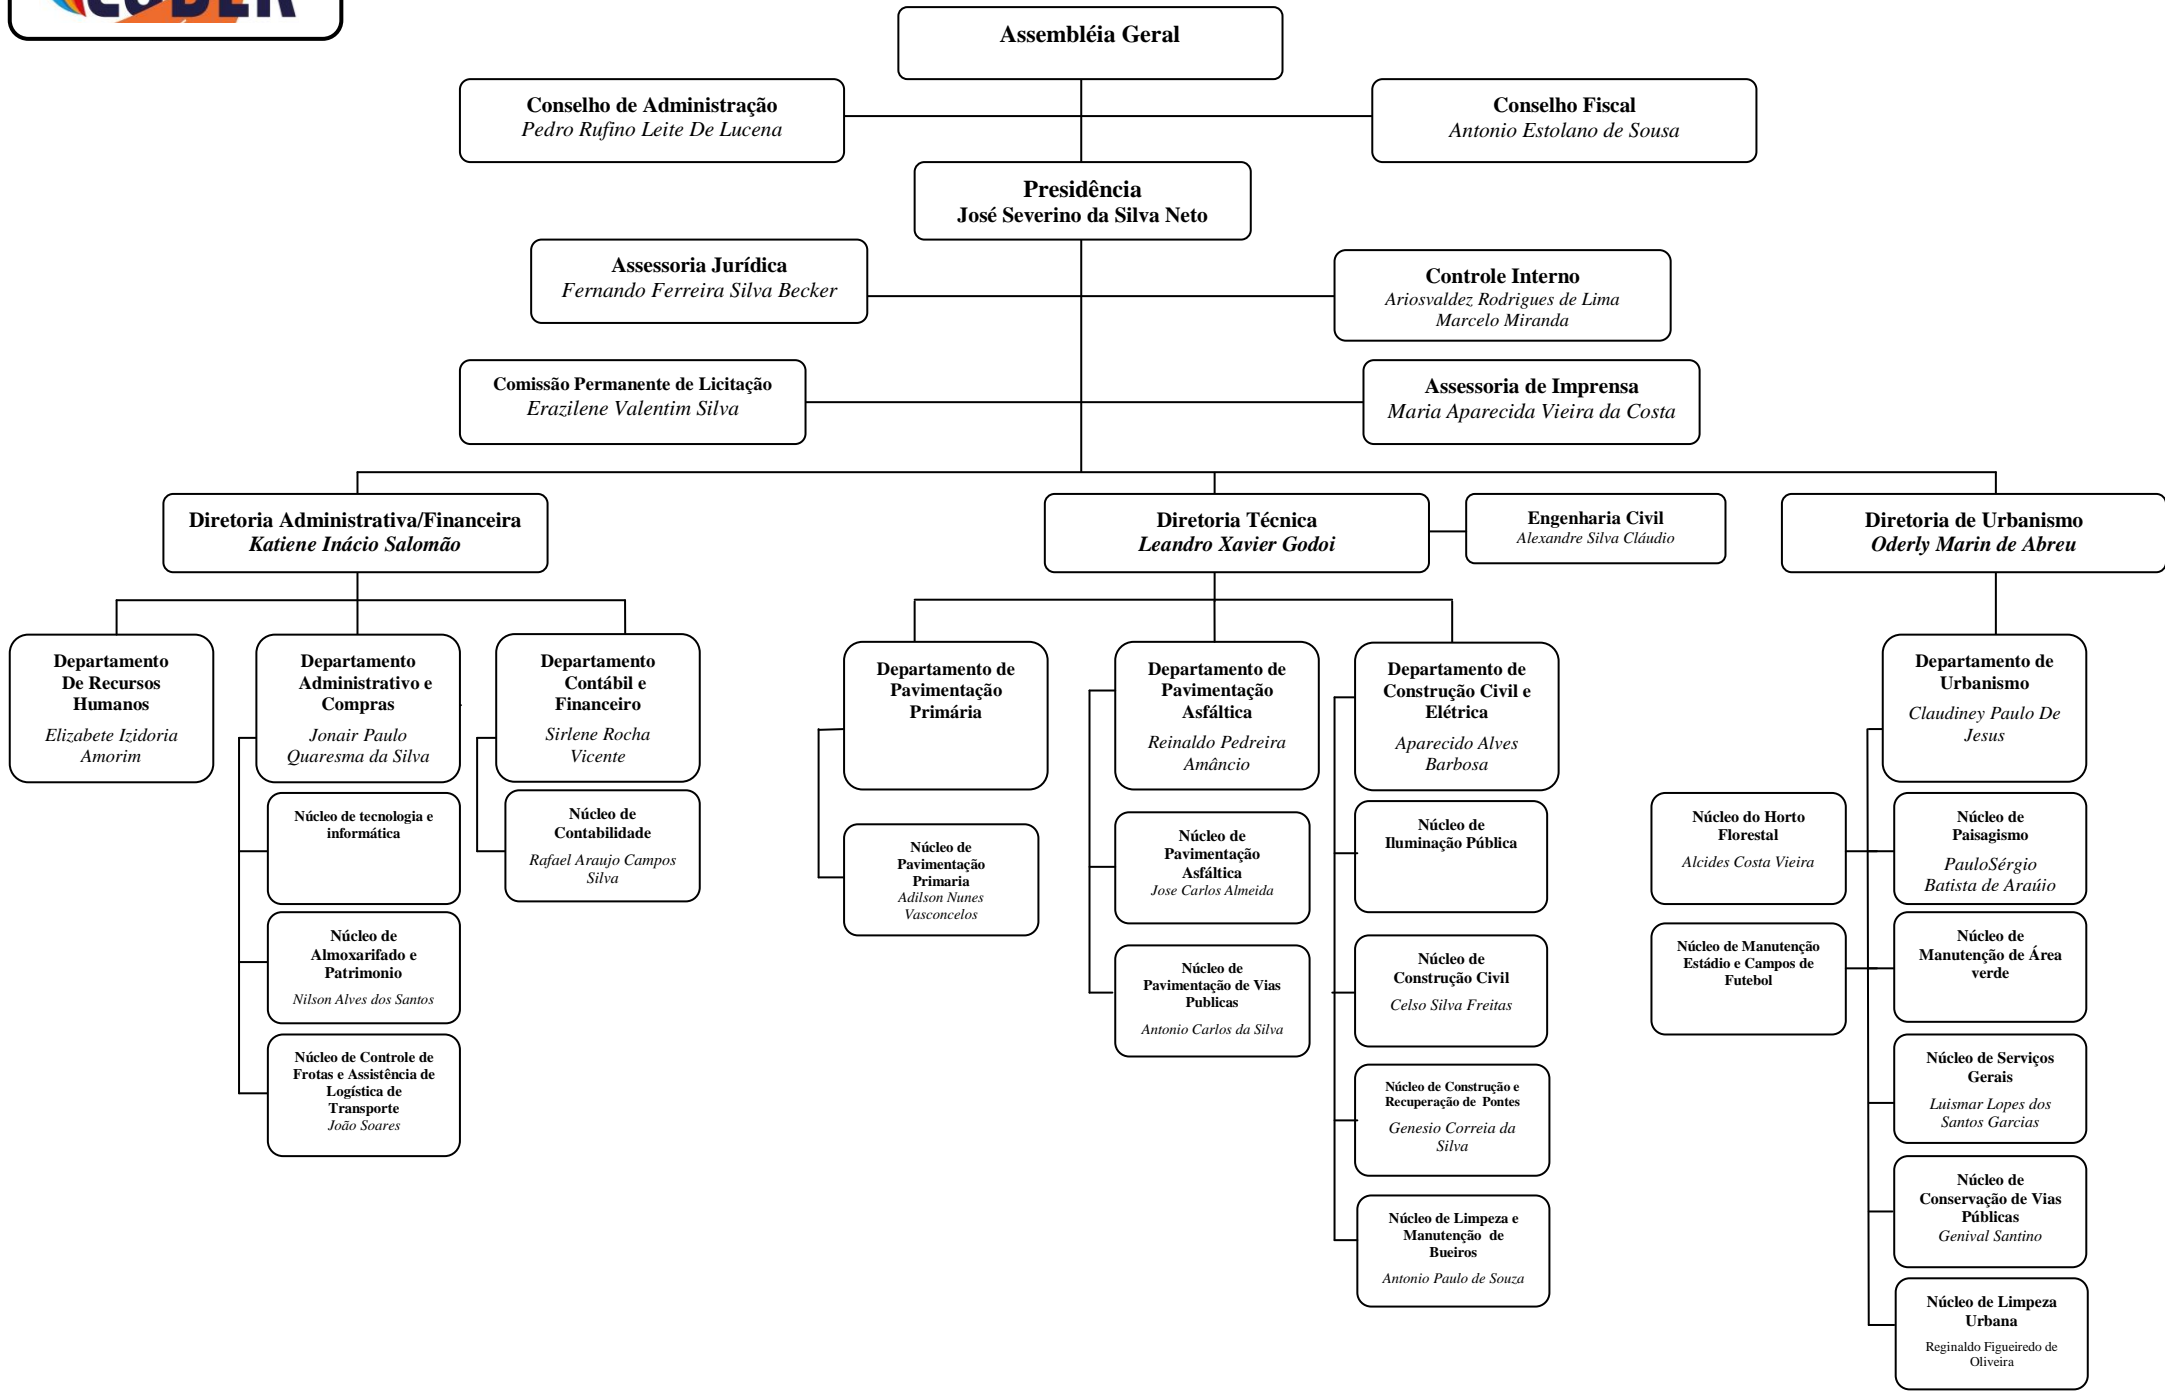 CODER
Assembléia Geral
Conselho de Administração
Pedro Rufino Leite De Lucena
Conselho Fiscal
Antonio Estolano de Sousa
Presidência
José Severino da Silva Neto
Assessoria Jurídica
Fernando Ferreira Silva Becker
Controle Interno
Ariosvaldez Rodrigues de Lima
Marcelo Miranda
Comissão Permanente de Licitação
Erazilene Valentim Silva
Assessoria de Imprensa
Maria Aparecida Vieira da Costa
Diretoria Administrativa/Financeira
Katiene Inácio Salomão
Diretoria Técnica
Leandro Xavier Godoi
Engenharia Civil
Alexandre Silva Cláudio
Diretoria de Urbanismo
Oderly Marin de Abreu
Departamento
De Recursos
Humanos
Elizabete Izidoria
Amorim
Departamento
Administrativo e
Compras
Jonair Paulo
Quaresma da Silva
Departamento
Contábil e
Financeiro
Sirlene Rocha
Vicente
Departamento de
Pavimentação
Primária
Departamento de
Pavimentação
Asfáltica
Reinaldo Pedreira
Amâncio
Departamento de
Construção Civil e
Elétrica
Aparecido Alves
Barbosa
Departamento de
Urbanismo
Claudiney Paulo De
Jesus
Núcleo de tecnologia e
informática
Núcleo de
Contabilidade
Rafael Araujo Campos
Silva
Núcleo de
Pavimentação
Primaria
Adilson Nunes
Vasconcelos
Núcleo de
Pavimentação
Asfáltica
Jose Carlos Almeida
Núcleo de
Iluminação Pública
Núcleo do Horto
Florestal
Alcides Costa Vieira
Núcleo de
Paisagismo
PauloSérgio
Batista de Araúio
Núcleo de
Almoxarifado e
Patrimonio
Nilson Alves dos Santos
Núcleo de
Pavimentação de Vias
Publicas
Antonio Carlos da Silva
Núcleo de
Construção Civil
Celso Silva Freitas
Núcleo de Manutenção
Estádio e Campos de
Futebol
Núcleo de
Manutenção de Área
verde
Núcleo de Controle de
Frotas e Assistência de
Logística de
Transporte
João Soares
Núcleo de Construção e
Recuperação de Pontes
Genesio Correia da
Silva
Núcleo de Serviços
Gerais
Luismar Lopes dos
Santos Garcias
Núcleo de Limpeza e
Manutenção de
Bueiros
Antonio Paulo de Souza
Núcleo de
Conservação de Vias
Públicas
Genival Santino
Núcleo de Limpeza
Urbana
Reginaldo Figueiredo de
Oliveira